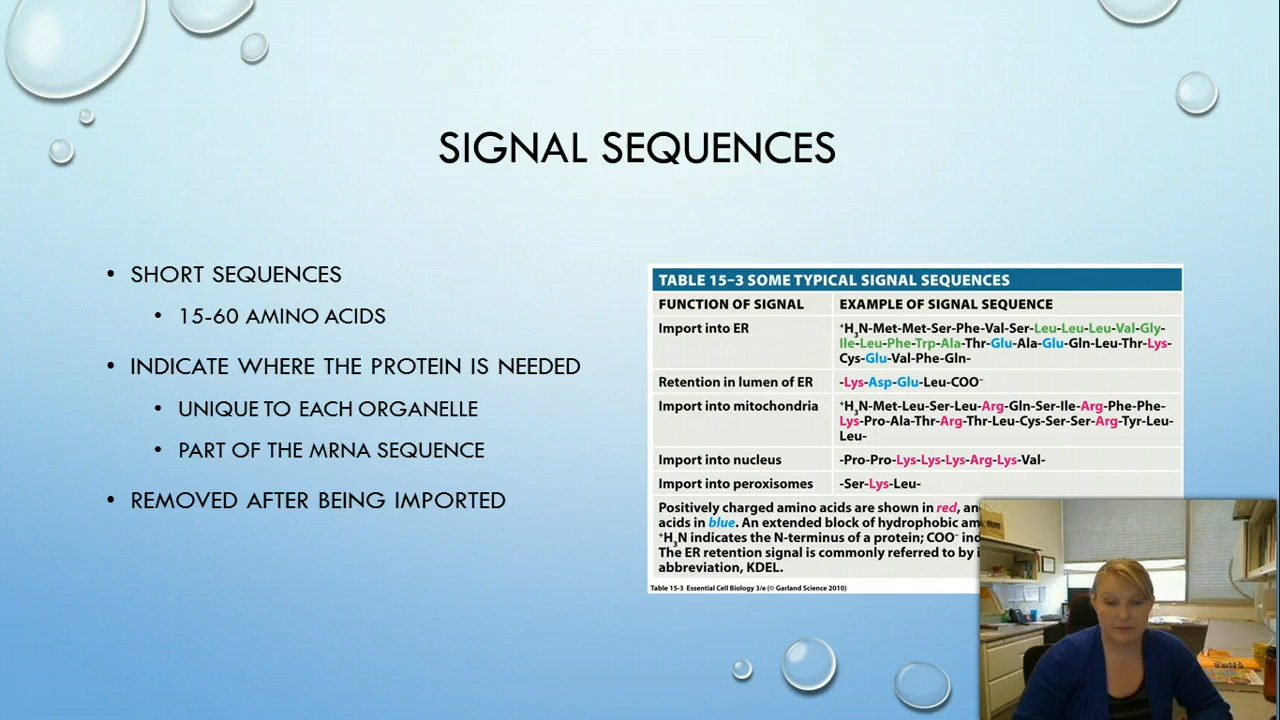 SIGNAL SEQUENCES
• SHORT SEQUENCES
• 15-60 AMINO ACIDS
• INDICATE WHERE THE PROTEIN IS NEEDED
• UNIQUE TO EACH ORGANELLE
• PART OF THE MRNA SEQUENCE
• REMOVED AFTER BEING IMPORTED
TABLE 15–3 SOME TYPICAL SIGNAL SEQUENCES
FUNCTION OF SIGNAL EXAMPLE OF SIGNAL SEQUENCE
Import into ER ⁺H₃N-Met-Met-Ser-Phe-Val-Ser-Leu-Leu-Leu-Val-Gly-
Ile-Leu-Phe-Trp-Ala-Thr-Glu-Ala-Glu-Gln-Leu-Thr-Lys-
Cys-Glu-Val-Phe-Gln-
Retention in lumen of ER -Lys-Asp-Glu-Leu-COO⁻
Import into mitochondria ⁺H₃N-Met-Leu-Ser-Leu-Arg-Gln-Ser-Ile-Arg-Phe-Phe-
Lys-Pro-Ala-Thr-Arg-Thr-Leu-Cys-Ser-Ser-Arg-Tyr-Leu-
Leu-
Import into nucleus -Pro-Pro-Lys-Lys-Lys-Arg-Lys-Val-
Import into peroxisomes -Ser-Lys-Leu-
Positively charged amino acids are shown in red, an
acids in blue. An extended block of hydrophobic am
⁺H₃N indicates the N-terminus of a protein; COO⁻ ind
The ER retention signal is commonly referred to by
abbreviation, KDEL.
Table 15-3 Essential Cell Biology 3/e (© Garland Science 2010)